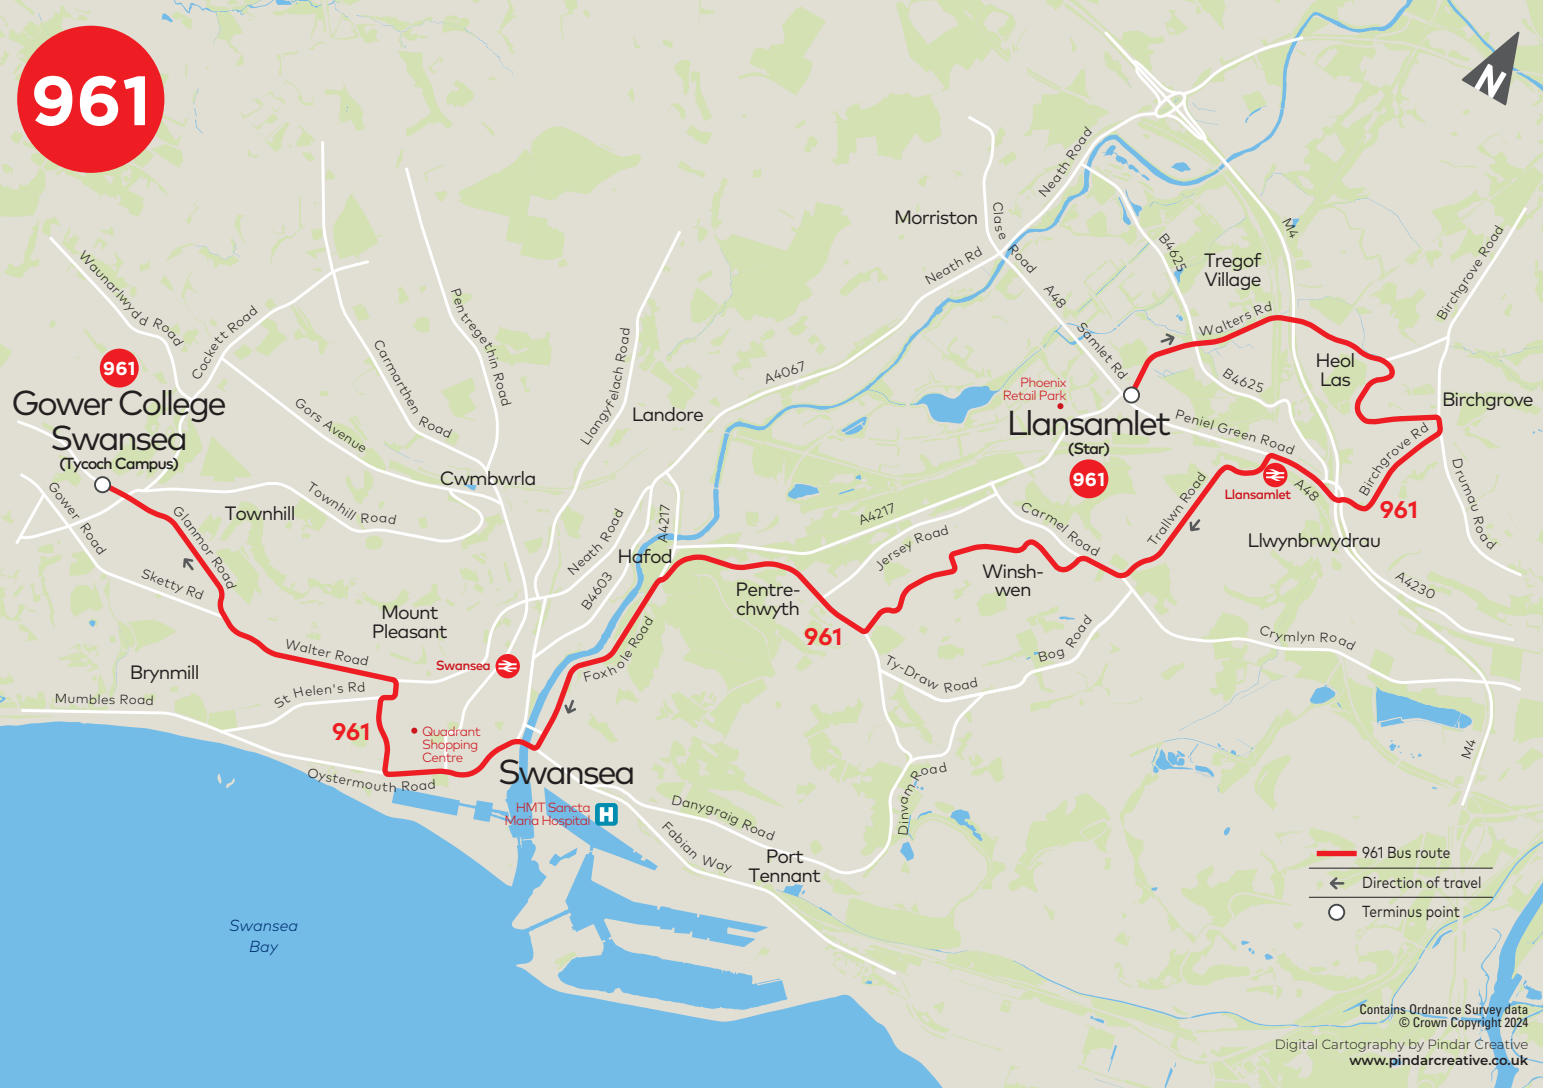 961
N
Morriston
Clase Road
Neath Road
Neath Rd
A48
Samlet Rd
B4625
M4
Tregof
Village
Walters Rd
Birchgrove Road
Waunarlwydd Road
Cockett Road
Carmarthen Road
Pentregethin Road
Llangyfelach Road
Gors Avenue
A4067
Landore
961
Gower College
Swansea
(Tycoch Campus)
Phoenix
Retail Park
Llansamlet
(Star)
961
B4625
Peniel Green Road
Heol
Las
Birchgrove
Birchgrove Rd
Drumau Road
961
Llansamlet
A48
Trallwn Road
Llwynbrwydrau
A4230
Cwmbwrla
Townhill
Townhill Road
Gower Road
Glanmor Road
Sketty Rd
Neath Road
A4217
Hafod
B4603
A4217
Jersey Road
Carmel Road
Winsh-
wen
Pentre-
chwyth
961
Foxhole Road
Mount
Pleasant
Walter Road
Swansea
Brynmill
Mumbles Road
St Helen's Rd
961
Quadrant
Shopping
Centre
Oystermouth Road
Swansea
HMT Sancta
Maria Hospital
H
Ty-Draw Road
Bog Road
Crymlyn Road
M4
Dinvam Road
Danygraig Road
Fabian Way
Port
Tennant
Swansea
Bay
961 Bus route
Direction of travel
Terminus point
Contains Ordnance Survey data
© Crown Copyright 2024
Digital Cartography by Pindar Creative
www.pindarcreative.co.uk